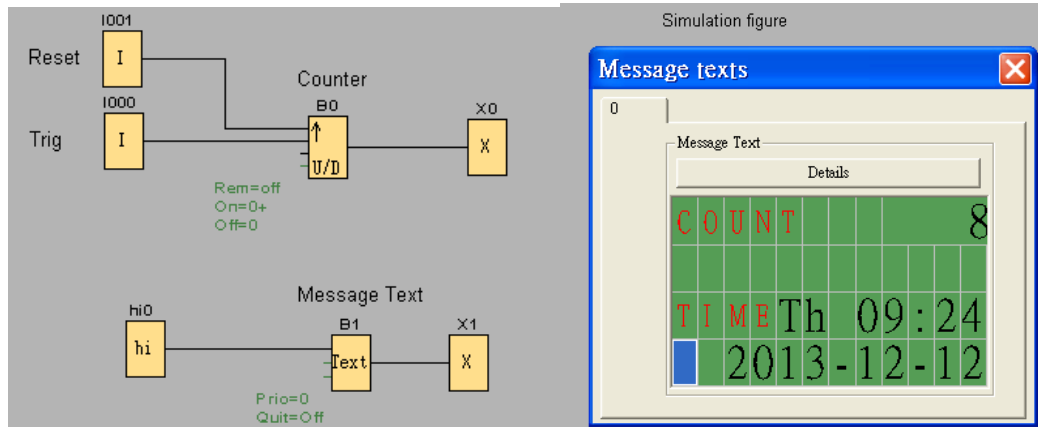 I001
Reset
I
Counter
I000
B0
X0
Trig
I
U/D
X
Rem=off
On=0+
Off=0
Message Text
hi0
B1
X1
hi
Text
X
Prio=0
Quit=Off
Simulation figure
Message texts
0
Message Text
Details
COUNT 8
TIME Th 09:24
2013-12-12